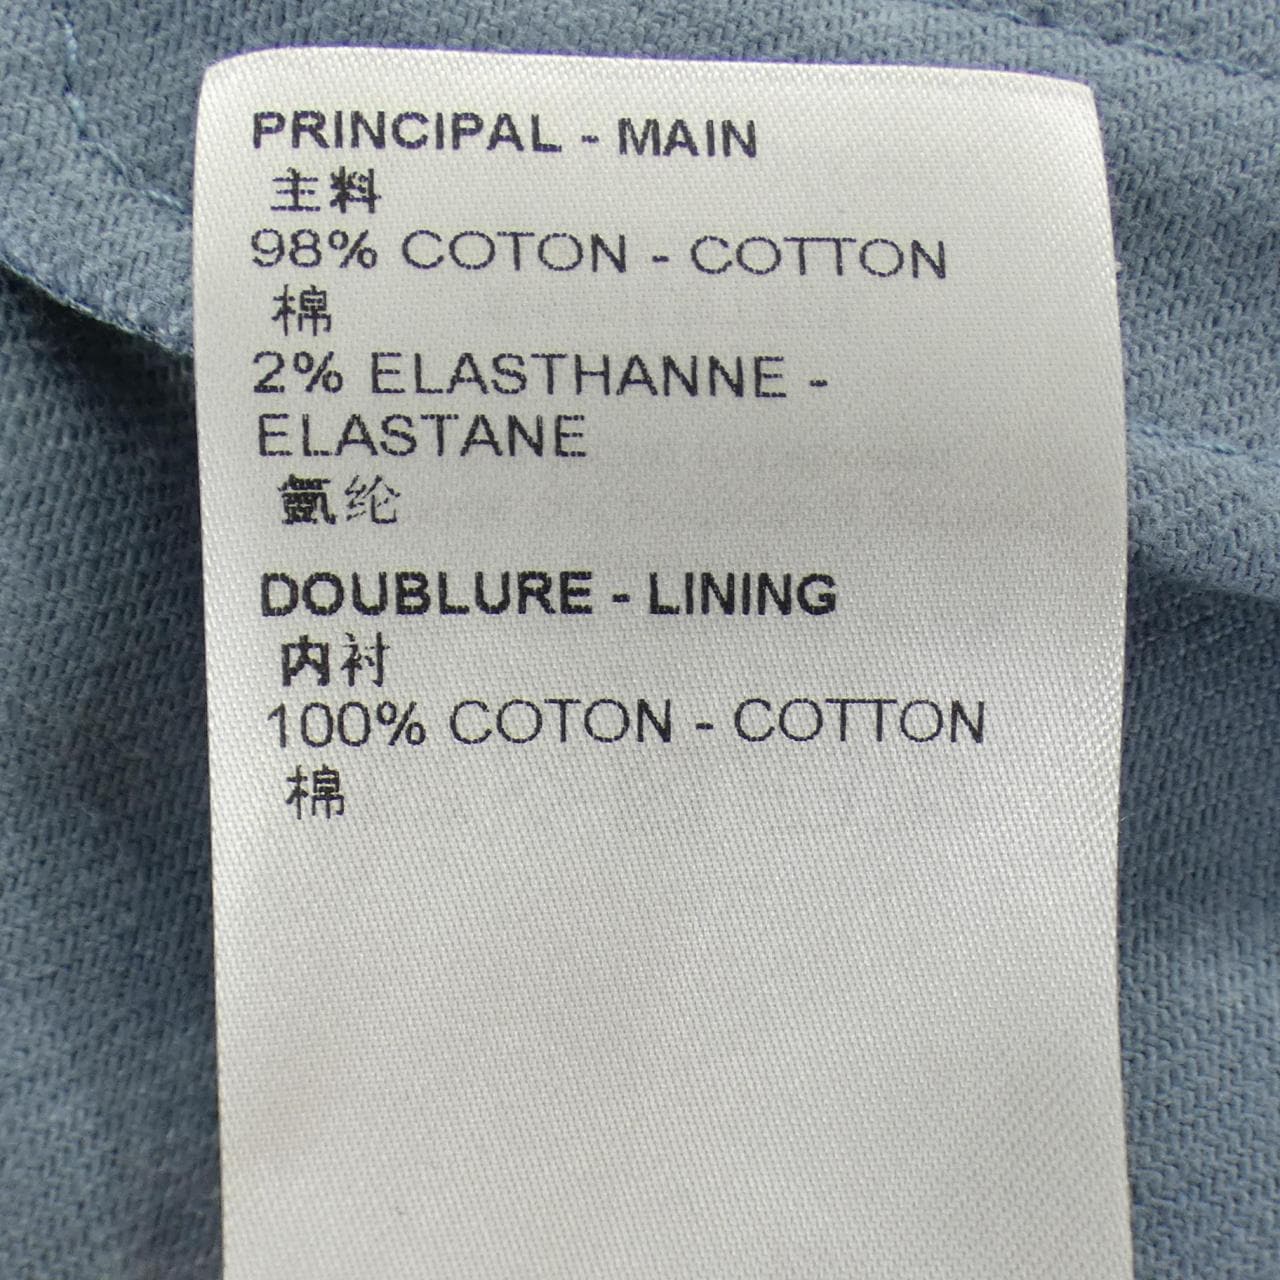 PRINCIPAL - MAIN
主料
98% COTON - COTTON
棉
2% ELASTHANNE -
ELASTANE
氨纶
DOUBLURE - LINING
内衬
100% COTON - COTTON
棉